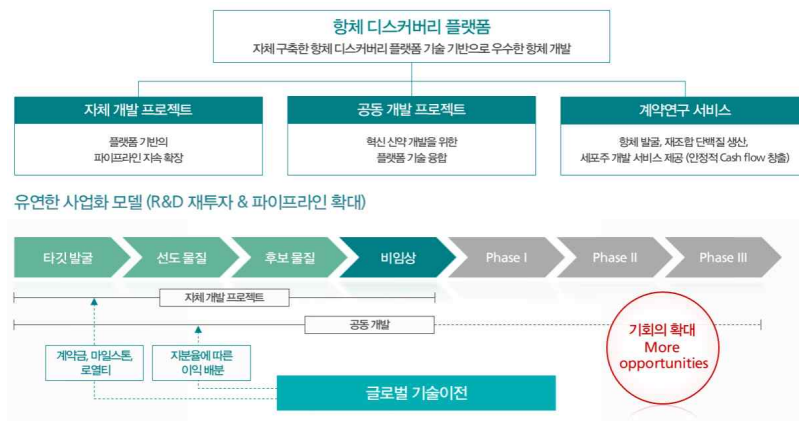 항체 디스커버리 플랫폼
자체 구축한 항체 디스커버리 플랫폼 기술 기반으로 우수한 항체 개발
자체 개발 프로젝트
플랫폼 기반의
파이프라인 지속 확장
공동 개발 프로젝트
혁신 신약 개발을 위한
플랫폼 기술 융합
계약연구 서비스
항체 발굴, 재조합 단백질 생산,
세포주 개발 서비스 제공 (안정적 Cash flow 창출)
유연한 사업화 모델 (R&D 재투자 & 파이프라인 확대)
타깃 발굴
선도 물질
후보 물질
비임상
Phase I
Phase II
Phase III
자체 개발 프로젝트
공동 개발
계약금, 마일스톤,
로열티
지분율에 따른
이익 배분
글로벌 기술이전
기회의 확대
More
opportunities